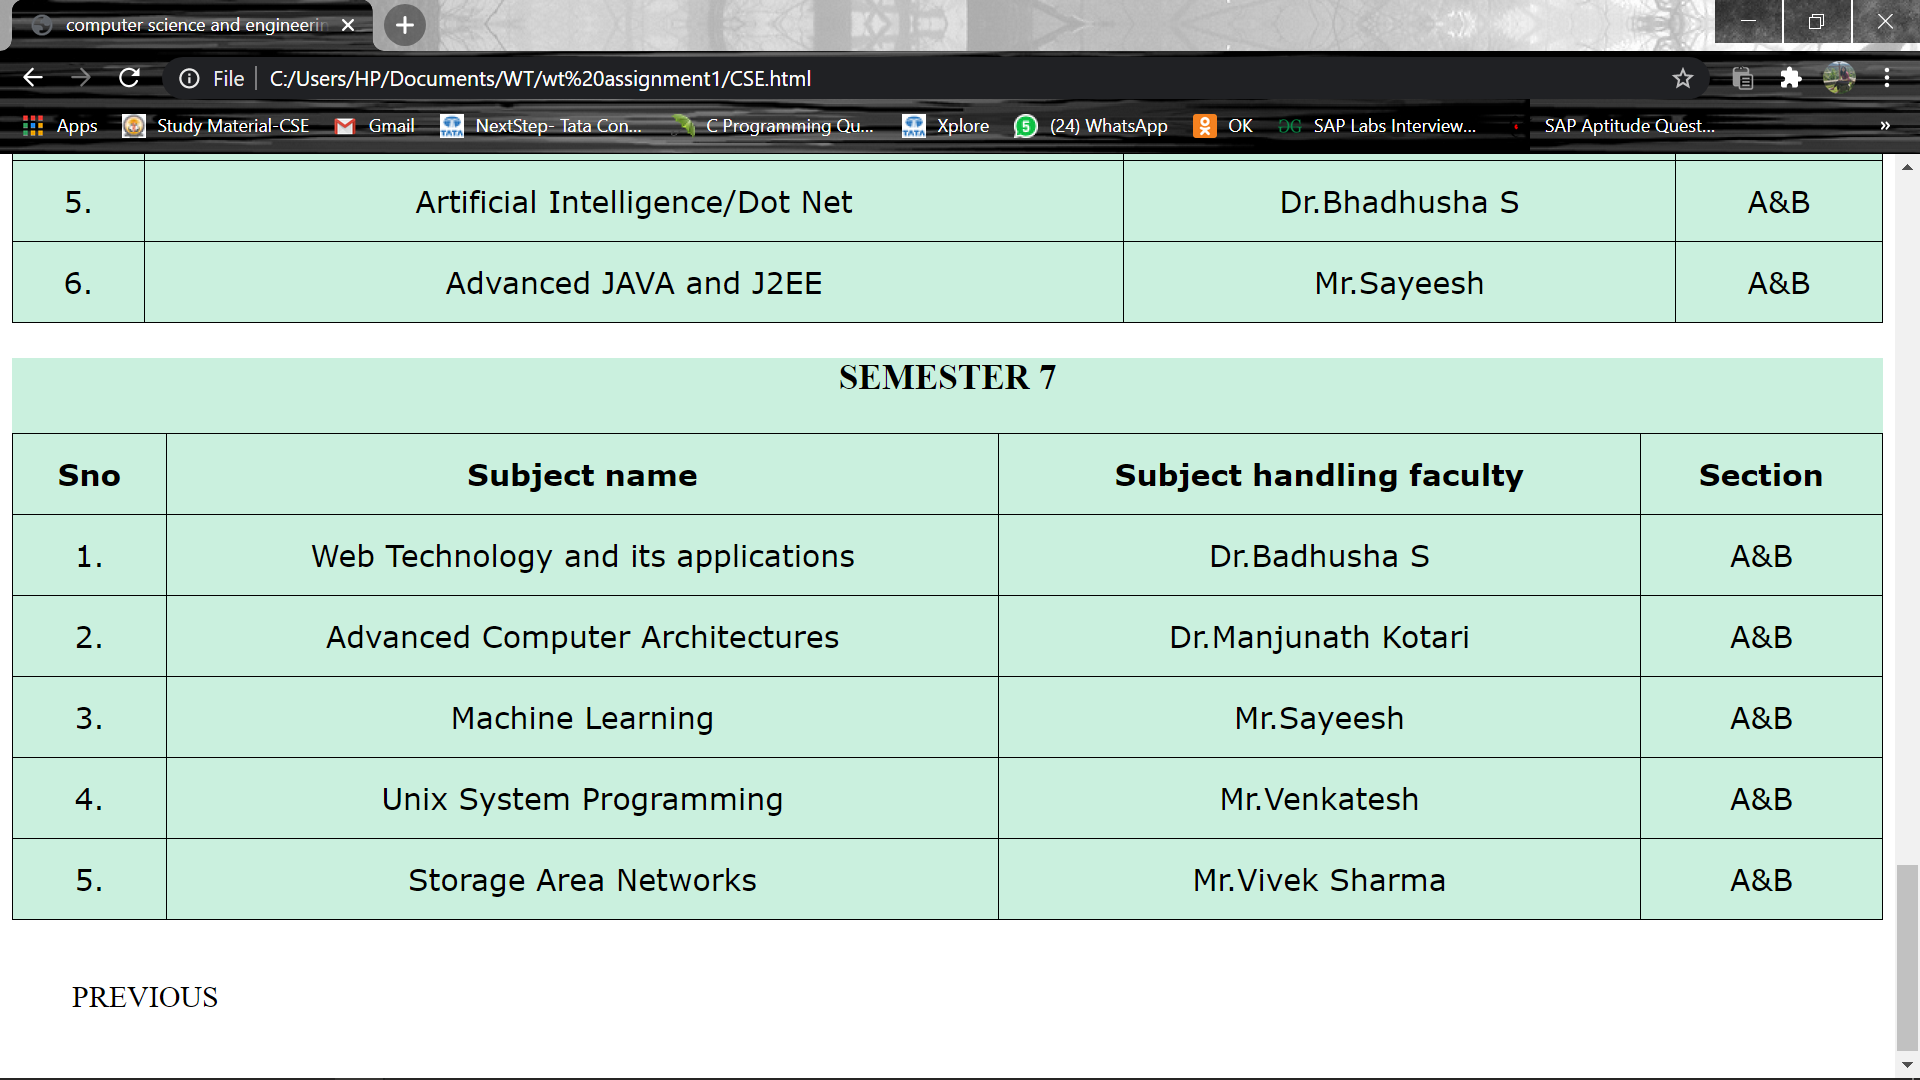 computer science and engineerin
File C:/Users/HP/Documents/WT/wt%20assignment1/CSE.html
Apps Study Material-CSE Gmail NextStep- Tata Con... C Programming Qu... Xplore (24) WhatsApp OK SAP Labs Interview... SAP Aptitude Quest... »
5. Artificial Intelligence/Dot Net Dr.Bhadhusha S A&B
6. Advanced JAVA and J2EE Mr.Sayeesh A&B
SEMESTER 7
Sno Subject name Subject handling faculty Section
1. Web Technology and its applications Dr.Badhusha S A&B
2. Advanced Computer Architectures Dr.Manjunath Kotari A&B
3. Machine Learning Mr.Sayeesh A&B
4. Unix System Programming Mr.Venkatesh A&B
5. Storage Area Networks Mr.Vivek Sharma A&B
PREVIOUS